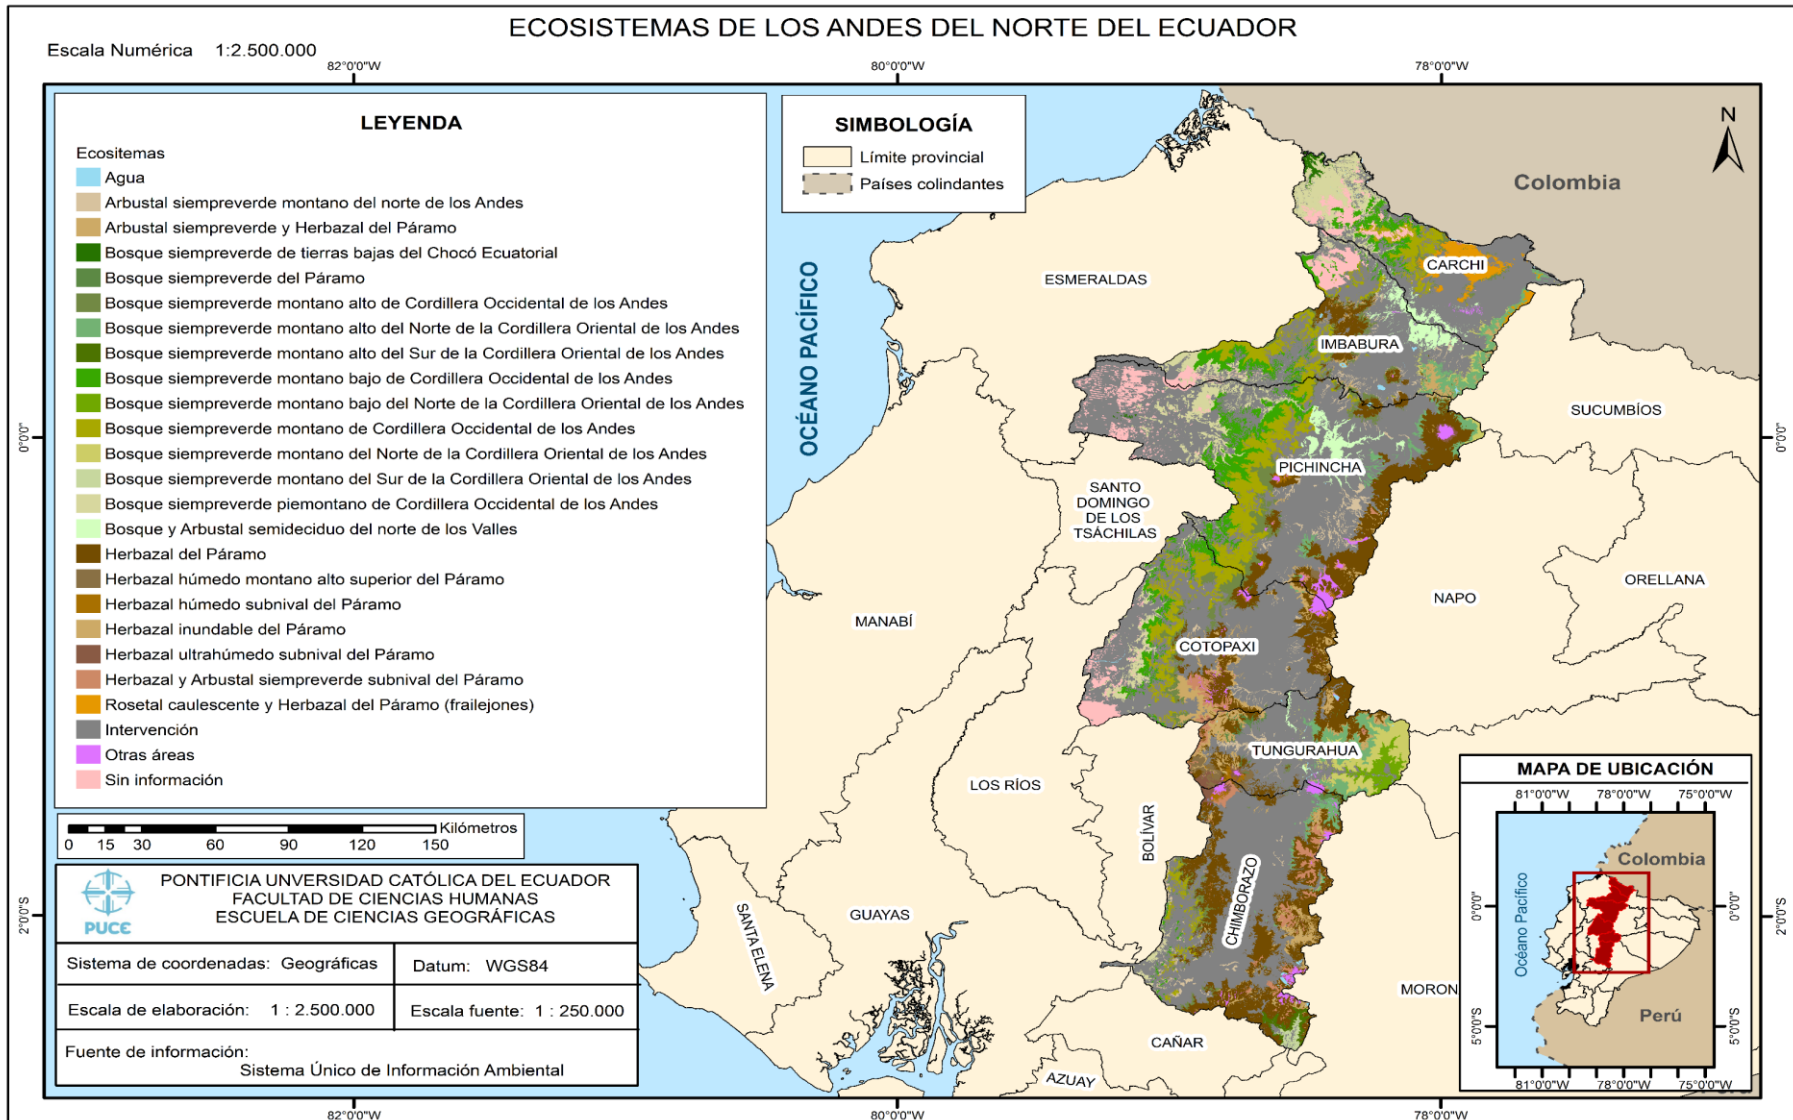 ECOSISTEMAS DE LOS ANDES DEL NORTE DEL ECUADOR
Escala Numérica 1:2.500.000
82°0'0"W 80°0'0"W 78°0'0"W
LEYENDA
Ecositemas
Agua
Arbustal siempreverde montano del norte de los Andes
Arbustal siempreverde y Herbazal del Páramo
Bosque siempreverde de tierras bajas del Chocó Ecuatorial
Bosque siempreverde del Páramo
Bosque siempreverde montano alto de Cordillera Occidental de los Andes
Bosque siempreverde montano alto del Norte de la Cordillera Oriental de los Andes
Bosque siempreverde montano alto del Sur de la Cordillera Oriental de los Andes
Bosque siempreverde montano bajo de Cordillera Occidental de los Andes
Bosque siempreverde montano bajo del Norte de la Cordillera Oriental de los Andes
Bosque siempreverde montano de Cordillera Occidental de los Andes
Bosque siempreverde montano del Norte de la Cordillera Oriental de los Andes
Bosque siempreverde montano del Sur de la Cordillera Oriental de los Andes
Bosque siempreverde piemontano de Cordillera Occidental de los Andes
Bosque y Arbustal semideciduo del norte de los Valles
Herbazal del Páramo
Herbazal húmedo montano alto superior del Páramo
Herbazal húmedo subnival del Páramo
Herbazal inundable del Páramo
Herbazal ultrahúmedo subnival del Páramo
Herbazal y Arbustal siempreverde subnival del Páramo
Rosetal caulescente y Herbazal del Páramo (frailejones)
Intervención
Otras áreas
Sin información
SIMBOLOGÍA
Límite provincial
Países colindantes
N
Colombia
OCÉANO PACÍFICO
ESMERALDAS
CARCHI
IMBABURA
SUCUMBÍOS
0°0'0"
0°0'0"
PICHINCHA
SANTO
DOMINGO
DE LOS
TSÁCHILAS
MANABÍ
NAPO
ORELLANA
COTOPAXI
TUNGURAHUA
LOS RÍOS
BOLÍVAR
CHIMBORAZO
GUAYAS
SANTA ELENA
MORON
CAÑAR
AZUAY
2°0'0"S
2°0'0"S
Kilómetros
0 15 30 60 90 120 150
PUCE
PONTIFICIA UNVERSIDAD CATÓLICA DEL ECUADOR
FACULTAD DE CIENCIAS HUMANAS
ESCUELA DE CIENCIAS GEOGRÁFICAS
Sistema de coordenadas: Geográficas
Datum: WGS84
Escala de elaboración: 1 : 2.500.000
Escala fuente: 1 : 250.000
Fuente de información:
Sistema Único de Información Ambiental
MAPA DE UBICACIÓN
81°0'0"W 78°0'0"W 75°0'0"W
Colombia
Océano Pacífico
Perú
0°0'0"
0°0'0"
5°0'0"S
5°0'0"S
81°0'0"W 78°0'0"W 75°0'0"W
82°0'0"W 80°0'0"W 78°0'0"W